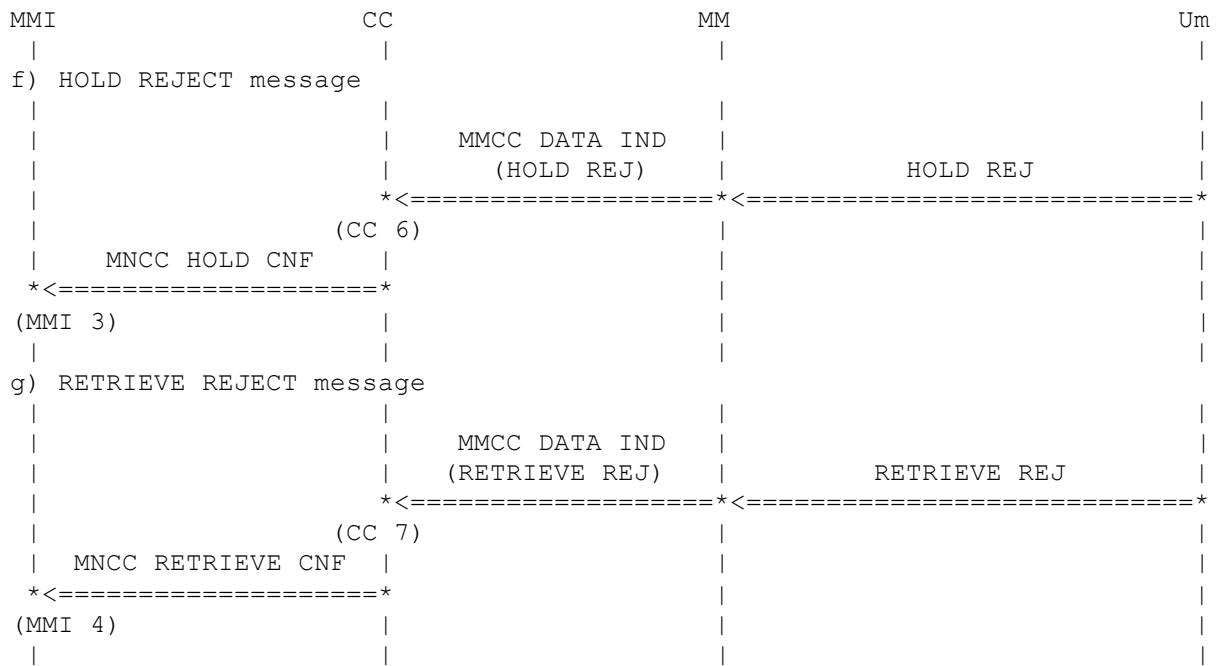 MMI                   CC                   MM                            Um
 |                     |                    |                             |
f) HOLD REJECT message
 |                     |                    |                             |
 |                     |   MMCC DATA IND    |                             |
 |                     |     (HOLD REJ)     |          HOLD REJ           |
 |                     *<===================*<============================*
 |                  (CC 6)                  |                             |
 |    MNCC HOLD CNF    |                    |                             |
 *<====================*                    |                             |
(MMI 3)                |                    |                             |
 |                     |                    |                             |
g) RETRIEVE REJECT message
 |                     |                    |                             |
 |                     |   MMCC DATA IND    |                             |
 |                     |   (RETRIEVE REJ)   |        RETRIEVE REJ         |
 |                     *<===================*<============================*
 |                  (CC 7)                  |                             |
 |  MNCC RETRIEVE CNF  |                    |                             |
 *<====================*                    |                             |
(MMI 4)                |                    |                             |
 |                     |                    |                             |